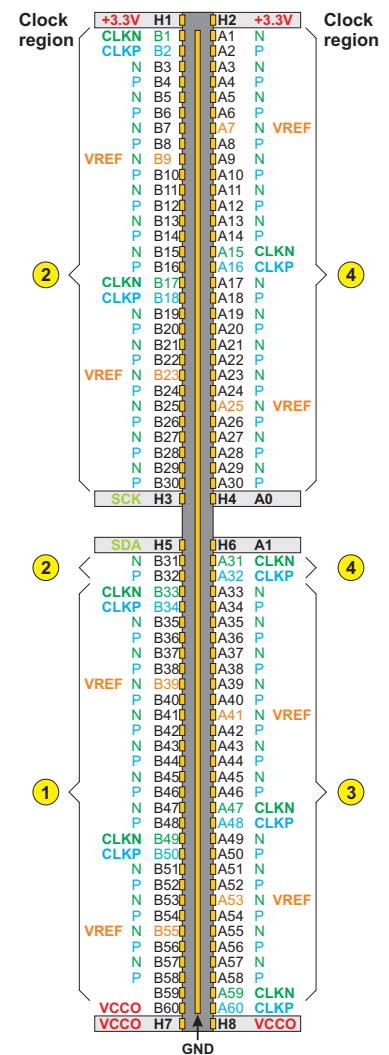 Clock region +3.3V H1 H2 +3.3V Clock region
CLKN B1 A1 N
CLKP B2 A2 P
N B3 A3 N
P B4 A4 P
N B5 A5 N
P B6 A6 P
N B7 A7 N VREF
P B8 A8 P
VREF N B9 A9 N
P B10 A10 P
N B11 A11 N
P B12 A12 P
N B13 A13 N
P B14 A14 P
N B15 A15 CLKN
2 P B16 A16 CLKP 4
CLKN B17 A17 N
CLKP B18 A18 P
N B19 A19 N
P B20 A20 P
N B21 A21 N
P B22 A22 P
VREF N B23 A23 N
P B24 A24 P
N B25 A25 N VREF
P B26 A26 P
N B27 A27 N
P B28 A28 P
N B29 A29 N
P B30 A30 P
SCK H3 H4 A0
SDA H5 H6 A1
N B31 A31 CLKN
2 P B32 A32 CLKP 4
CLKN B33 A33 N
CLKP B34 A34 P
N B35 A35 N
P B36 A36 P
N B37 A37 N
P B38 A38 P
VREF N B39 A39 N
P B40 A40 P
N B41 A41 N VREF
P B42 A42 P
N B43 A43 N
P B44 A44 P
N B45 A45 N
1 P B46 A46 P 3
N B47 A47 CLKN
P B48 A48 CLKP
CLKN B49 A49 N
CLKP B50 A50 P
N B51 A51 N
P B52 A52 P
N B53 A53 N VREF
P B54 A54 P
VREF N B55 A55 N
P B56 A56 P
N B57 A57 N
P B58 A58 P
B59 A59 CLKN
VCCO B60 A60 CLKP
VCCO H7 H8 VCCO
GND